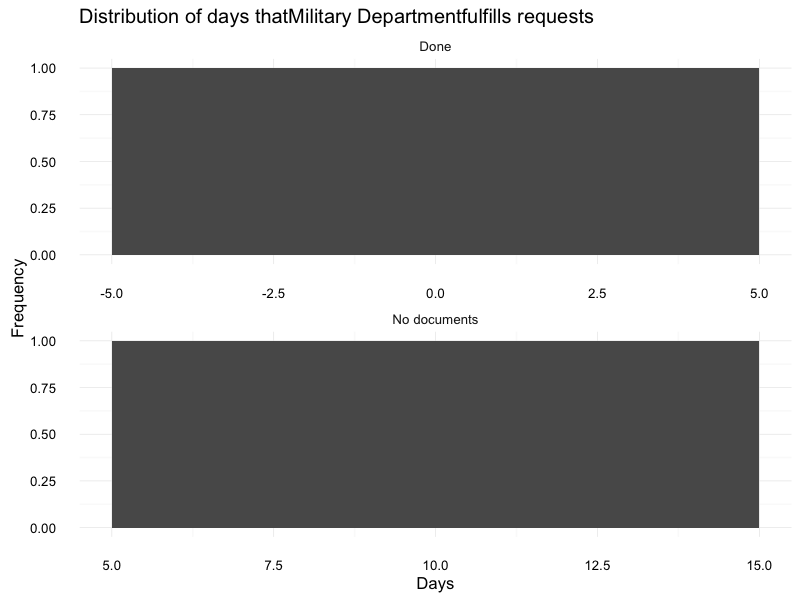 Distribution of days thatMilitary Departmentfulfills requests
Done
1.00
0.75
0.50
0.25
0.00
-5.0 -2.5 0.0 2.5 5.0
Frequency
No documents
1.00
0.75
0.50
0.25
0.00
5.0 7.5 10.0 12.5 15.0
Days